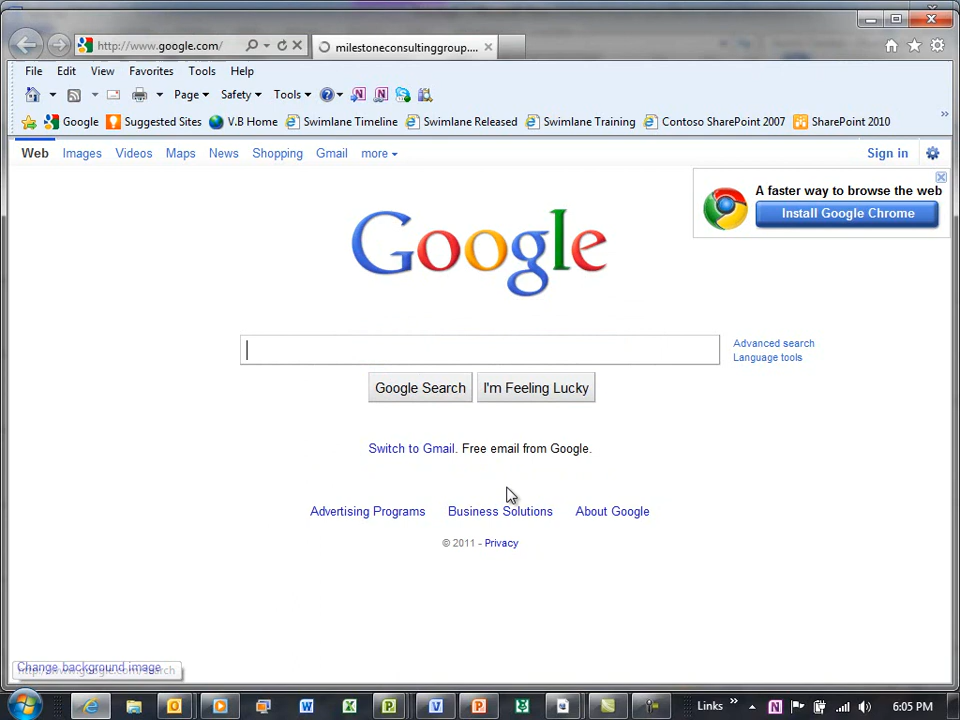 http://www.google.com/
milestoneconsultinggroup....
File Edit View Favorites Tools Help
Page Safety Tools
Google Suggested Sites V.B Home Swimlane Timeline Swimlane Released Swimlane Training Contoso SharePoint 2007 SharePoint 2010 »
Web Images Videos Maps News Shopping Gmail more Sign in
A faster way to browse the web
Install Google Chrome
Google
Advanced search
Language tools
Google Search I'm Feeling Lucky
Switch to Gmail. Free email from Google.
Advertising Programs Business Solutions About Google
© 2011 - Privacy
Change background image
Links » 6:05 PM